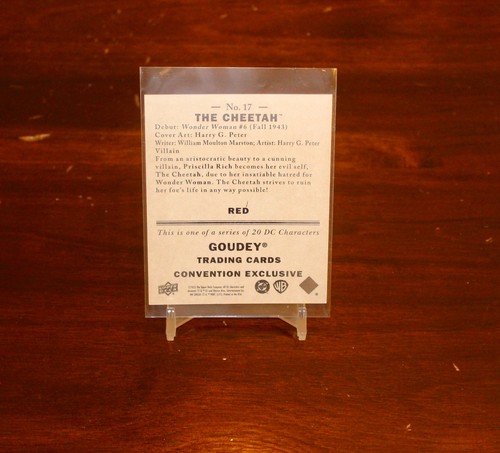 No. 17
THE CHEETAH™
Debut: Wonder Woman #6 (Fall 1943)
Cover Art: Harry G. Peter
Writer: William Moulton Marston; Artist: Harry G. Peter
Villain
From an aristocratic beauty to a cunning
villain, Priscilla Rich becomes her evil self,
The Cheetah, due to her insatiable hatred for
Wonder Woman. The Cheetah strives to ruin
her foe's life in any way possible!
RED
This is one of a series of 20 DC Characters
GOUDEY®
TRADING CARDS
CONVENTION EXCLUSIVE